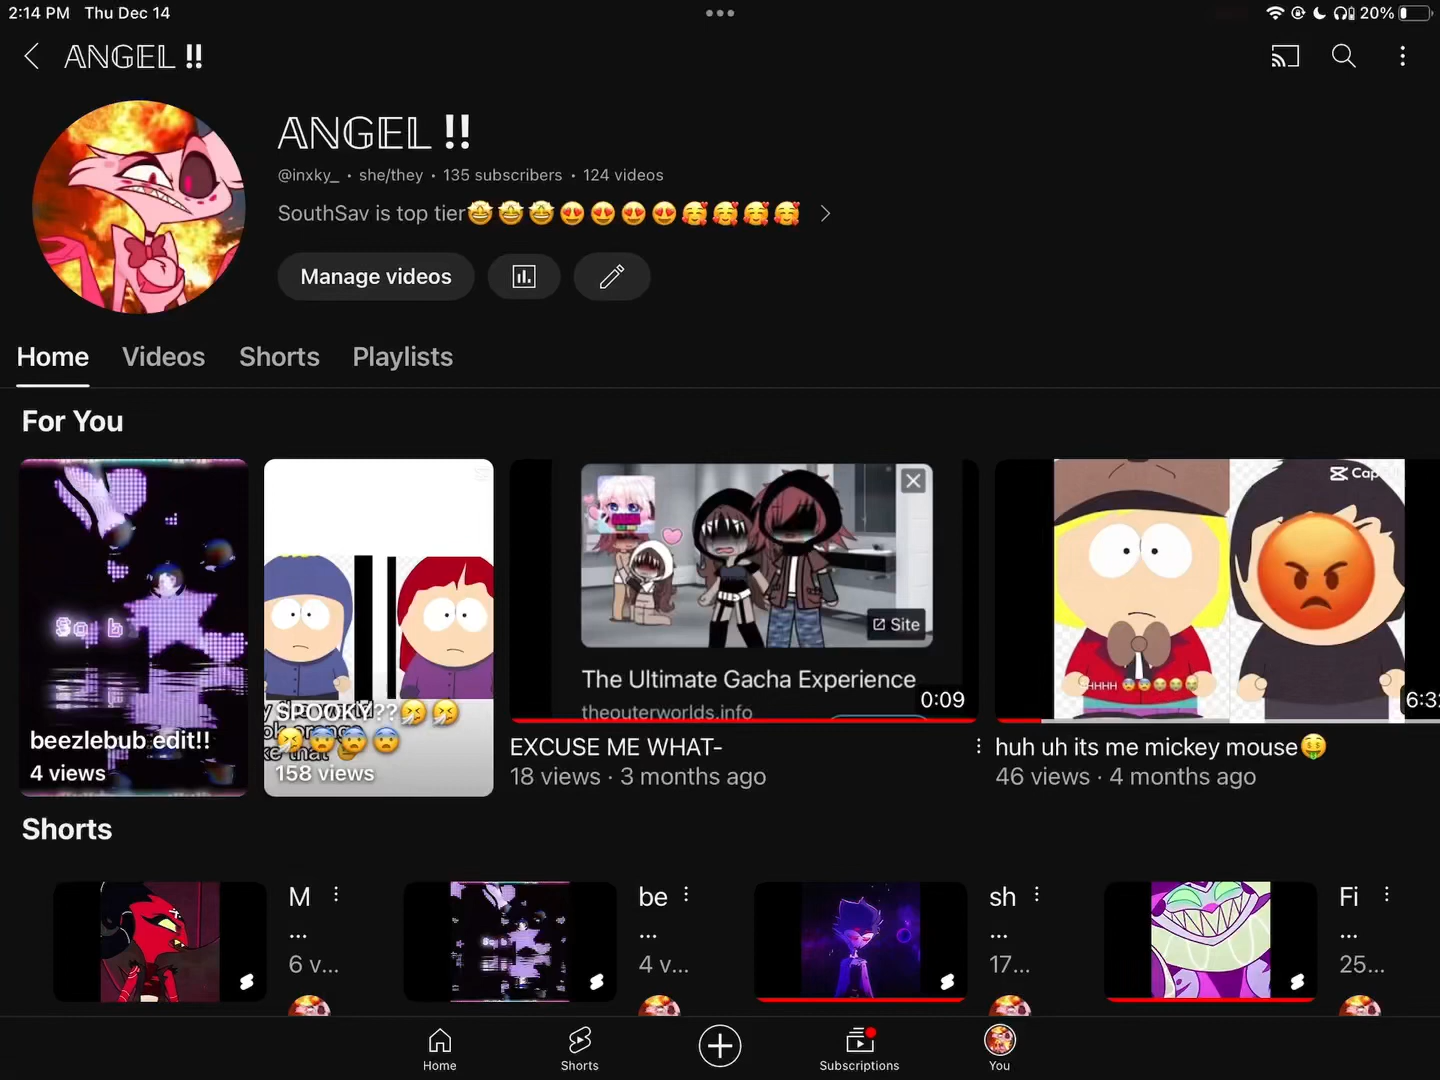 2:14 PM Thu Dec 14
20%
ANGEL !!
ANGEL !!
@inxky_ • she/they • 135 subscribers • 124 videos
SouthSav is top tier🤩🤩🤩😍😍😍😍🥰🥰🥰🥰
Manage videos
Home Videos Shorts Playlists
For You
beezlebub edit!!
4 views
SPOOKY??🤧🤧
🤧😨😨😨
158 views
Site
The Ultimate Gacha Experience
theouterworlds.info
0:09
EXCUSE ME WHAT-
18 views · 3 months ago
Cap
6:3
huh uh its me mickey mouse🤑
46 views · 4 months ago
Shorts
M
...
6 v...
be
...
4 v...
sh
...
17...
Fi
...
25...
Home
Shorts
Subscriptions
You